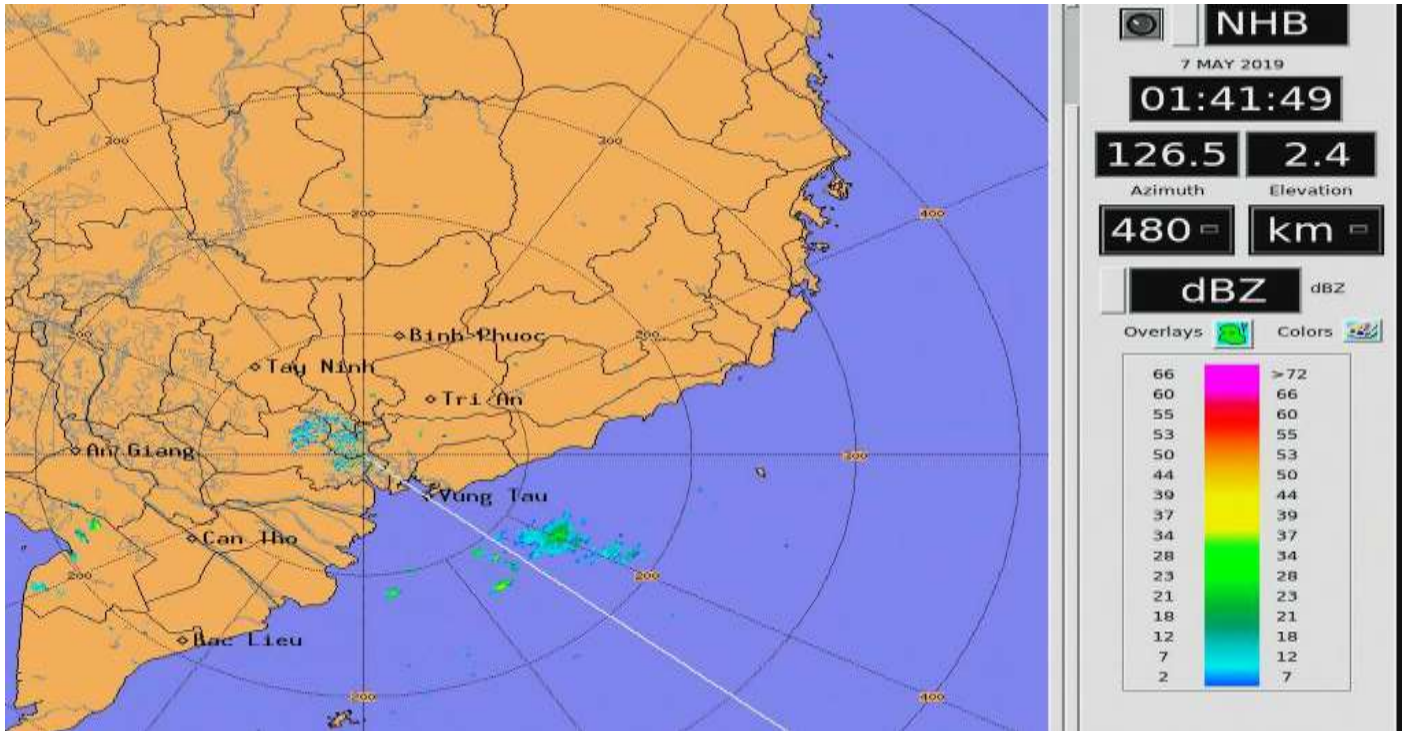 NHB
7 MAY 2019
01:41:49
126.5 2.4
Azimuth Elevation
480 km
dBZ dBZ
Overlays Colors
66 >72
60 66
55 60
53 55
50 53
44 50
39 44
37 39
34 37
28 34
23 28
21 23
18 21
12 18
7 12
2 7
300
300
200
400
200
Binh Phuoc
200
Tay Ninh
Tri An
An Giang
300
Vung Tau
Can Tho
200
200
Bac Lieu
200
400